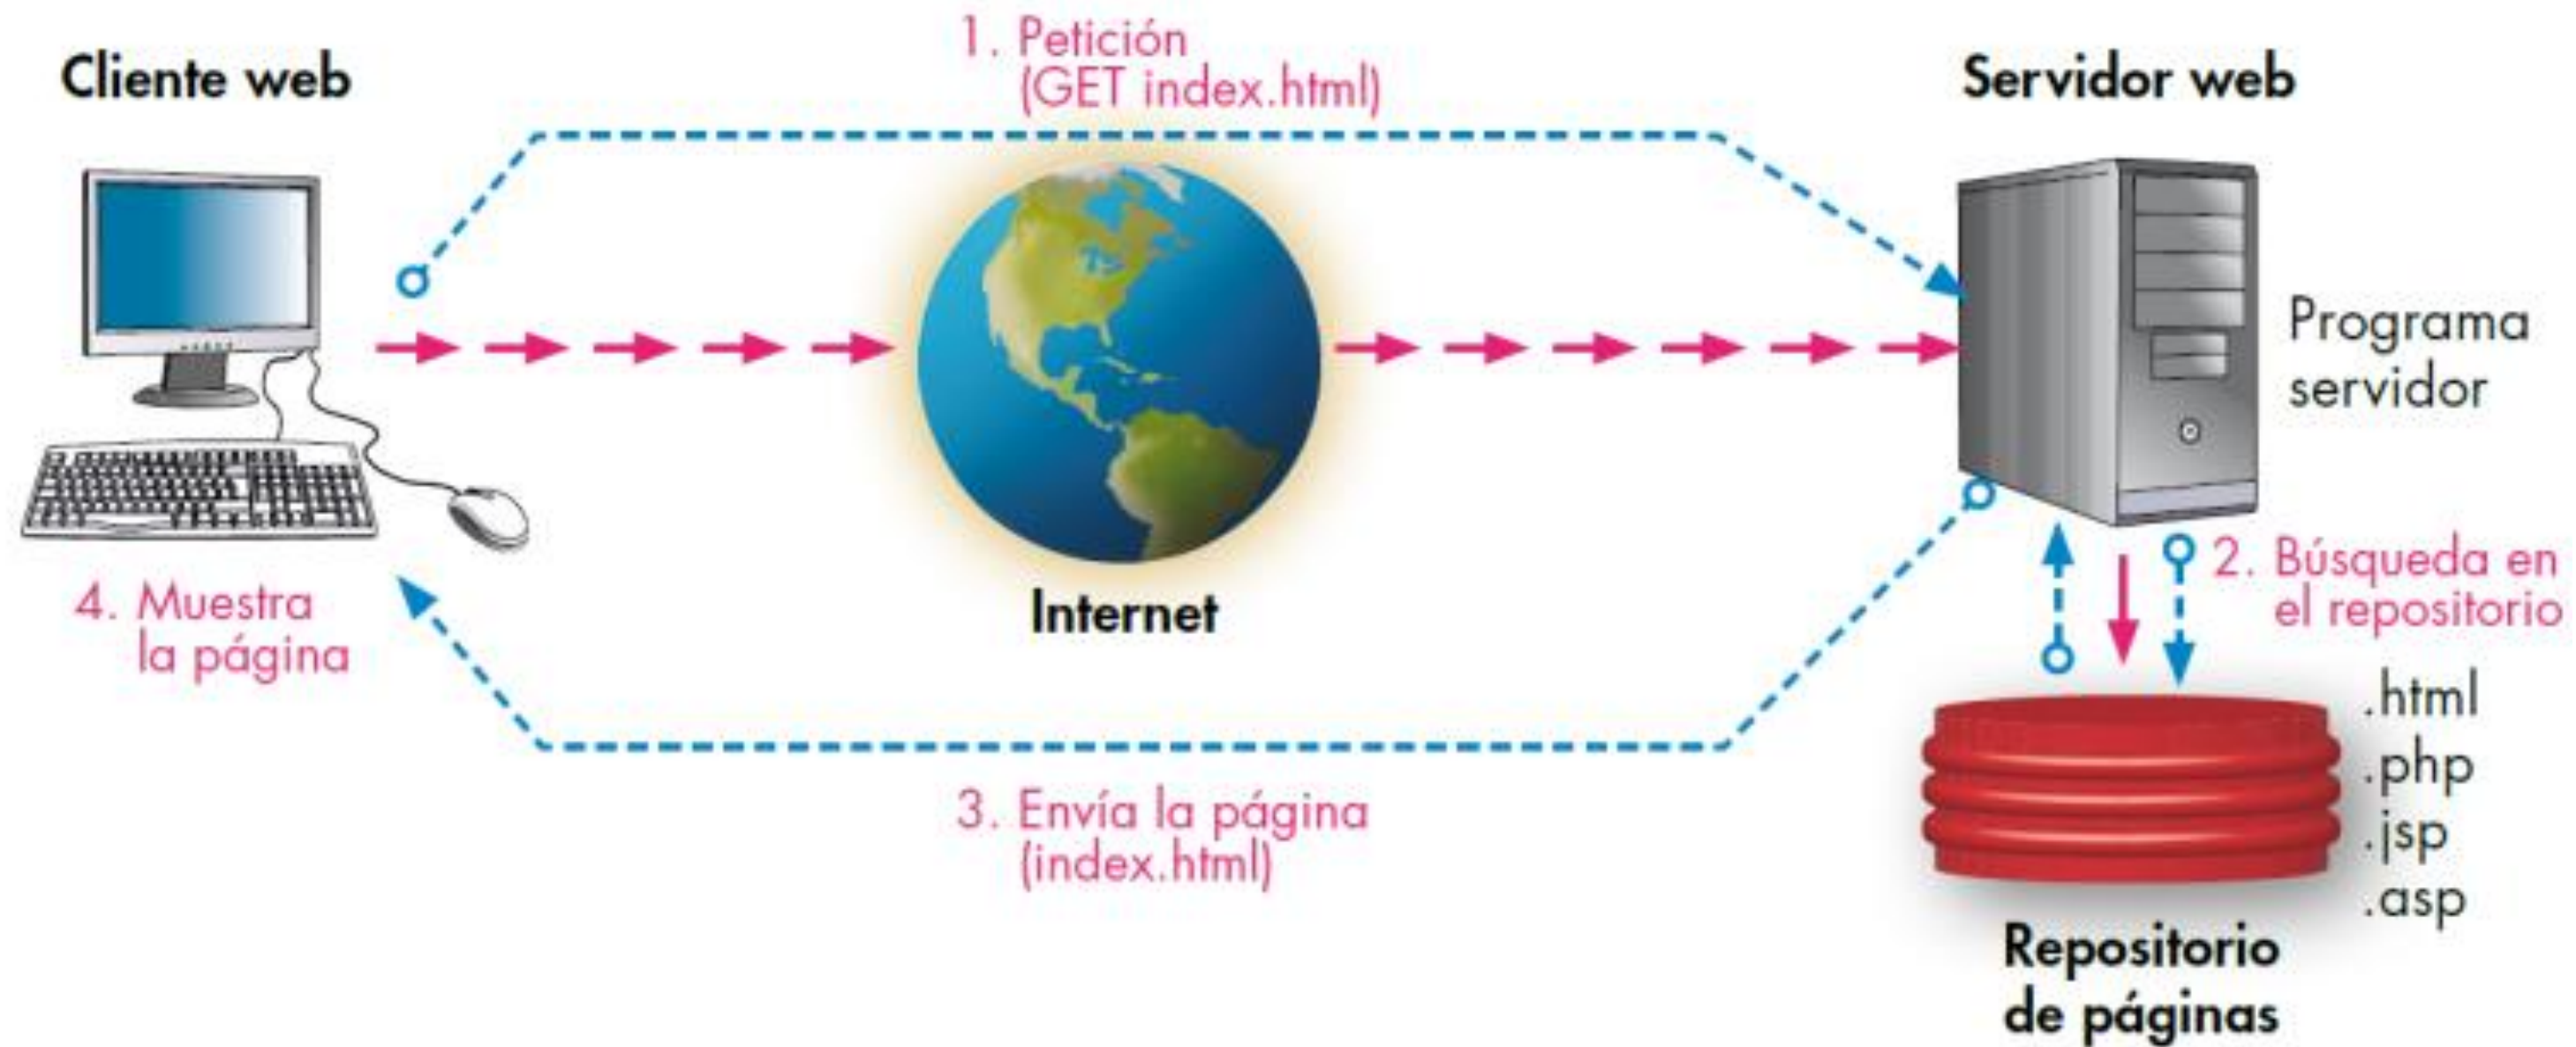 Cliente web
1. Petición
(GET index.html)
Servidor web
Programa
servidor
Internet
2. Búsqueda en
el repositorio
4. Muestra
la página
3. Envía la página
(index.html)
.html
.php
.jsp
.asp
Repositorio
de páginas